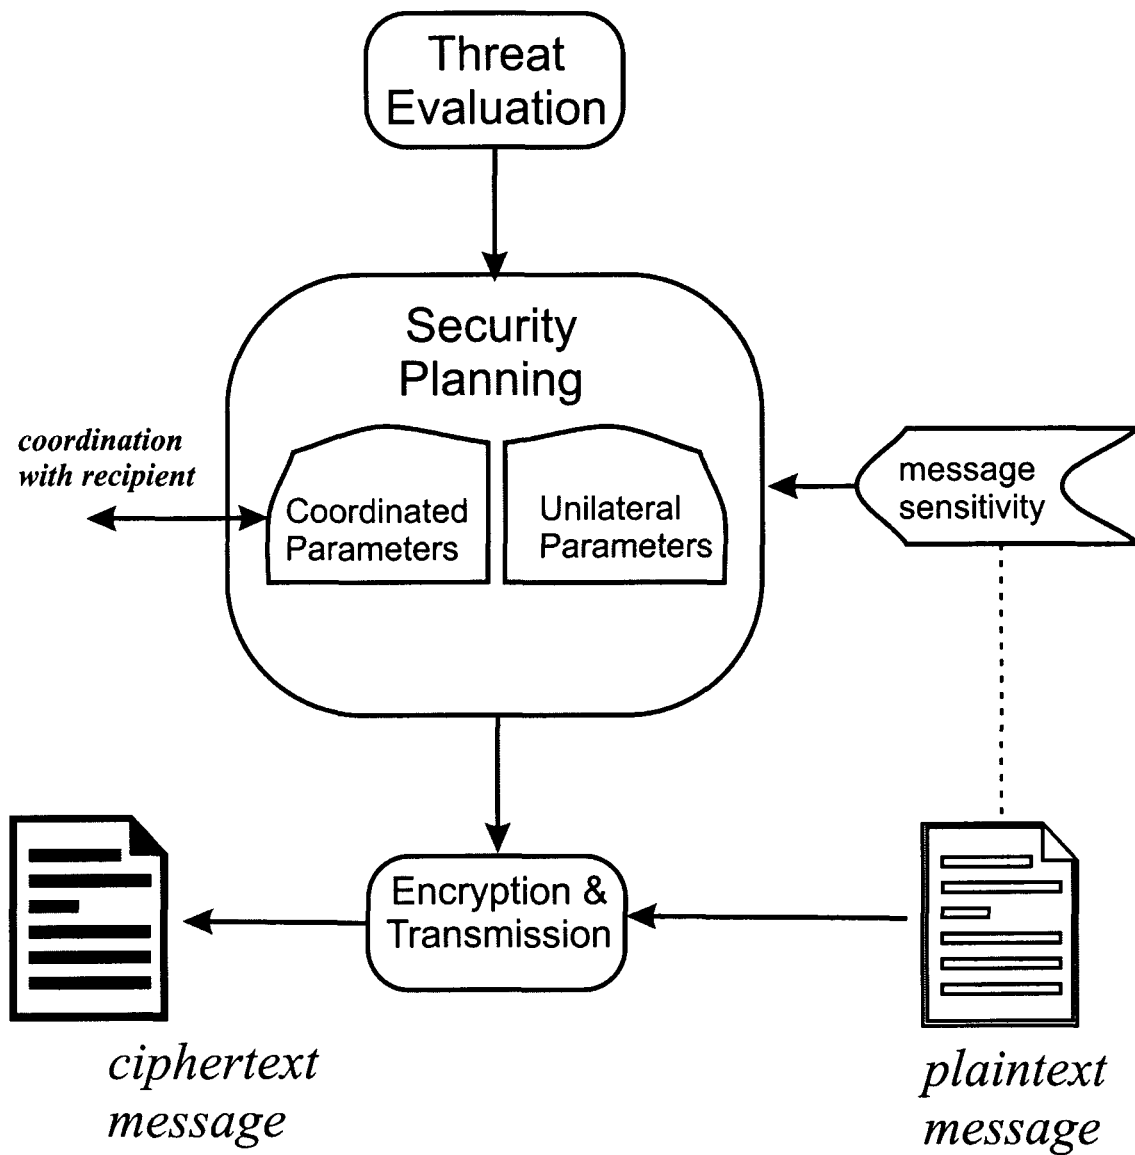 Threat
Evaluation
Security
Planning
coordination
with recipient
Coordinated
Parameters
Unilateral
Parameters
message
sensitivity
Encryption &
Transmission
ciphertext
message
plaintext
message